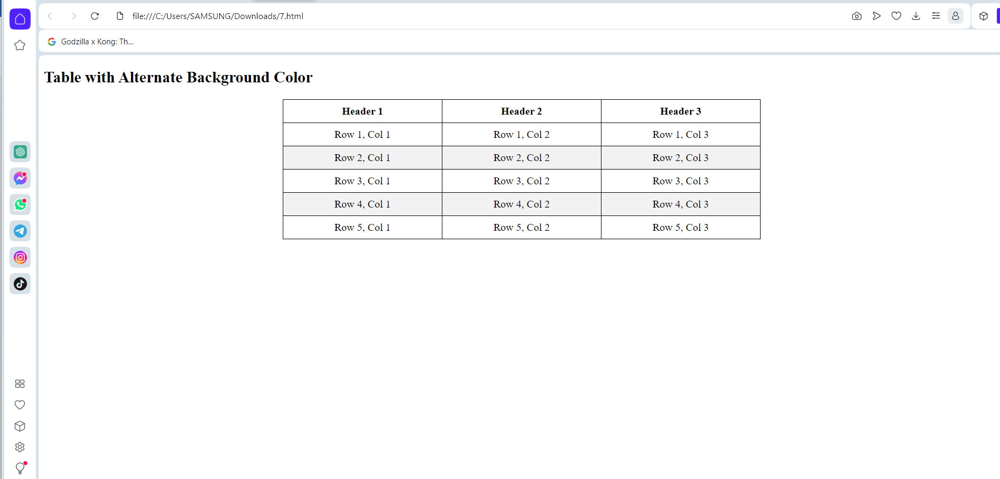 file:///C:/Users/SAMSUNG/Downloads/7.html
Godzilla x Kong: Th...
Table with Alternate Background Color
Header 1 Header 2 Header 3
Row 1, Col 1 Row 1, Col 2 Row 1, Col 3
Row 2, Col 1 Row 2, Col 2 Row 2, Col 3
Row 3, Col 1 Row 3, Col 2 Row 3, Col 3
Row 4, Col 1 Row 4, Col 2 Row 4, Col 3
Row 5, Col 1 Row 5, Col 2 Row 5, Col 3